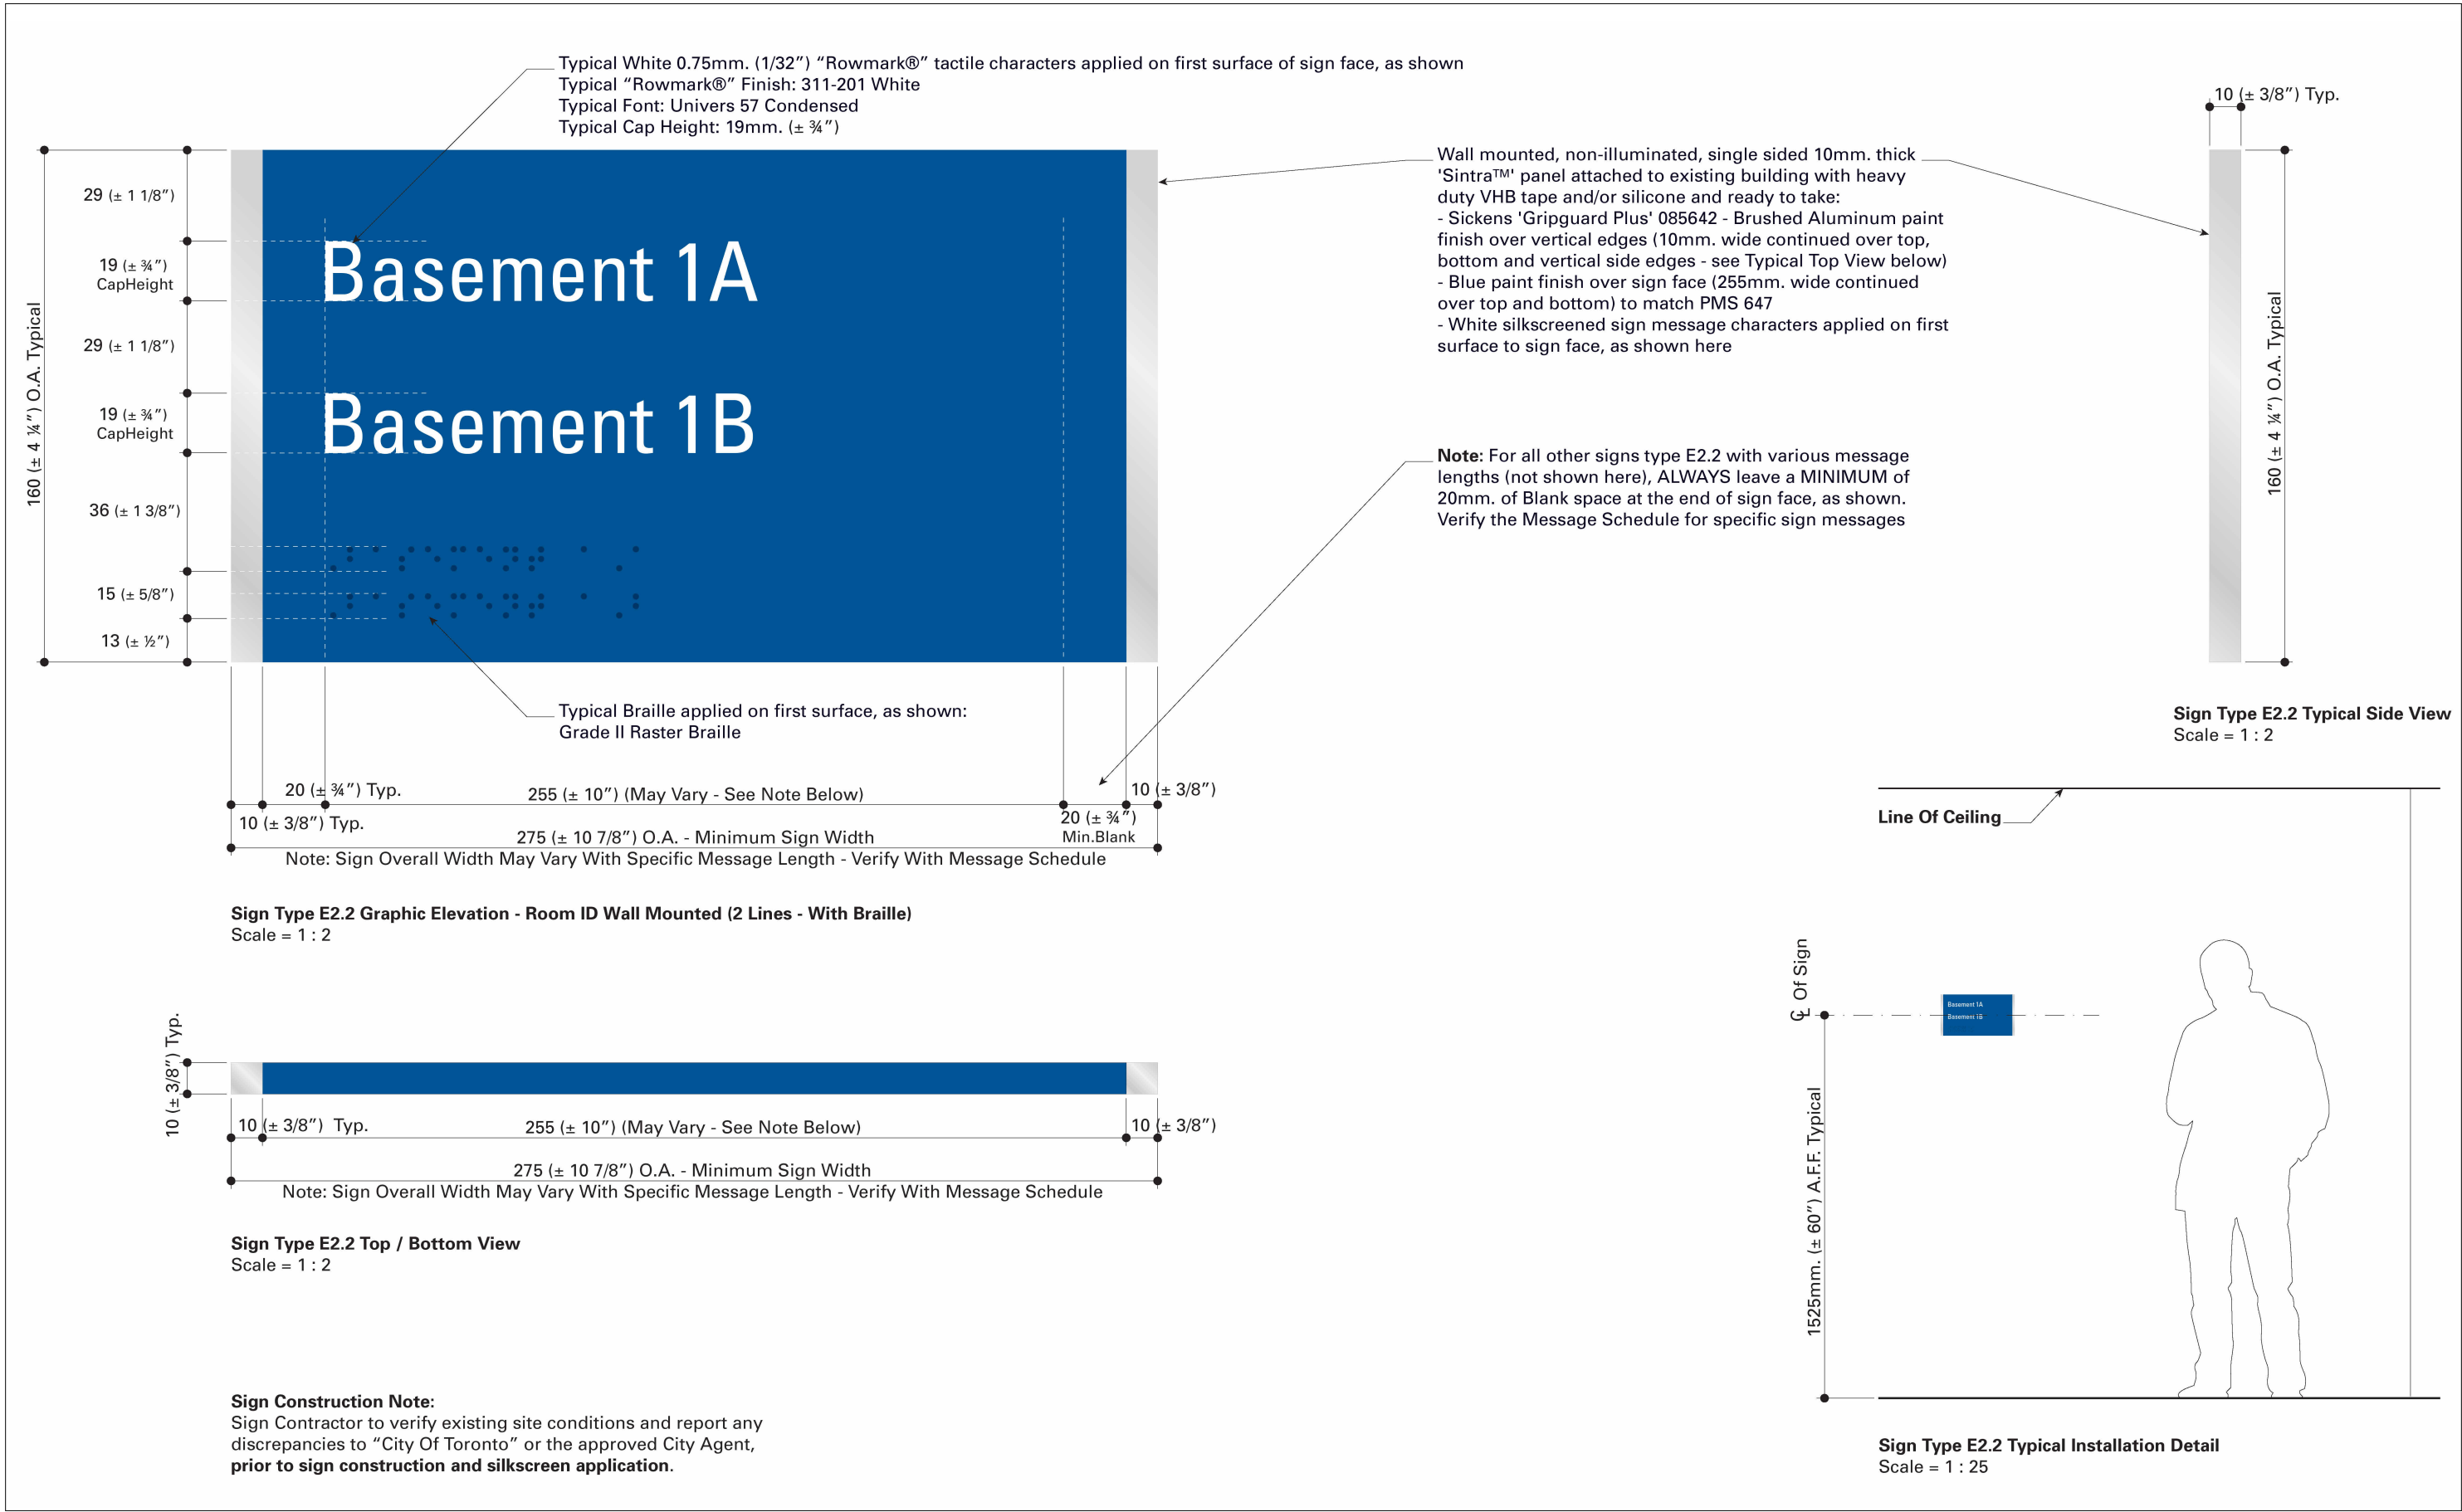 Typical White 0.75mm. (1/32”) “Rowmark®” tactile characters applied on first surface of sign face, as shown
Typical “Rowmark®” Finish: 311-201 White
Typical Font: Univers 57 Condensed
Typical Cap Height: 19mm. (± ¾”)
10 (± 3/8”) Typ.
Wall mounted, non-illuminated, single sided 10mm. thick
'Sintra™' panel attached to existing building with heavy
duty VHB tape and/or silicone and ready to take:
- Sickens 'Gripguard Plus' 085642 - Brushed Aluminum paint
finish over vertical edges (10mm. wide continued over top,
bottom and vertical side edges - see Typical Top View below)
- Blue paint finish over sign face (255mm. wide continued
over top and bottom) to match PMS 647
- White silkscreened sign message characters applied on first
surface to sign face, as shown here
160 (± 4 ¼”) O.A. Typical
29 (± 1 1/8”)
19 (± ¾”)
CapHeight
29 (± 1 1/8”)
19 (± ¾”)
CapHeight
36 (± 1 3/8”)
15 (± 5/8”)
13 (± ½”)
Basement 1A
Basement 1B
160 (± 4 ¼”) O.A. Typical
Note: For all other signs type E2.2 with various message
lengths (not shown here), ALWAYS leave a MINIMUM of
20mm. of Blank space at the end of sign face, as shown.
Verify the Message Schedule for specific sign messages
Typical Braille applied on first surface, as shown:
Grade II Raster Braille
Sign Type E2.2 Typical Side View
Scale = 1 : 2
20 (± ¾”) Typ.
255 (± 10”) (May Vary - See Note Below)
10 (± 3/8”)
10 (± 3/8”) Typ.
20 (± ¾”)
Min.Blank
275 (± 10 7/8”) O.A. - Minimum Sign Width
Note: Sign Overall Width May Vary With Specific Message Length - Verify With Message Schedule
Line Of Ceiling
Sign Type E2.2 Graphic Elevation - Room ID Wall Mounted (2 Lines - With Braille)
Scale = 1 : 2
℄ Of Sign
Basement 1A
Basement 1B
1525mm. (± 60”) A.F.F. Typical
10 (± 3/8”) Typ.
10 (± 3/8”) Typ.
255 (± 10”) (May Vary - See Note Below)
10 (± 3/8”)
275 (± 10 7/8”) O.A. - Minimum Sign Width
Note: Sign Overall Width May Vary With Specific Message Length - Verify With Message Schedule
Sign Type E2.2 Top / Bottom View
Scale = 1 : 2
Sign Construction Note:
Sign Contractor to verify existing site conditions and report any
discrepancies to “City Of Toronto” or the approved City Agent,
prior to sign construction and silkscreen application.
Sign Type E2.2 Typical Installation Detail
Scale = 1 : 25